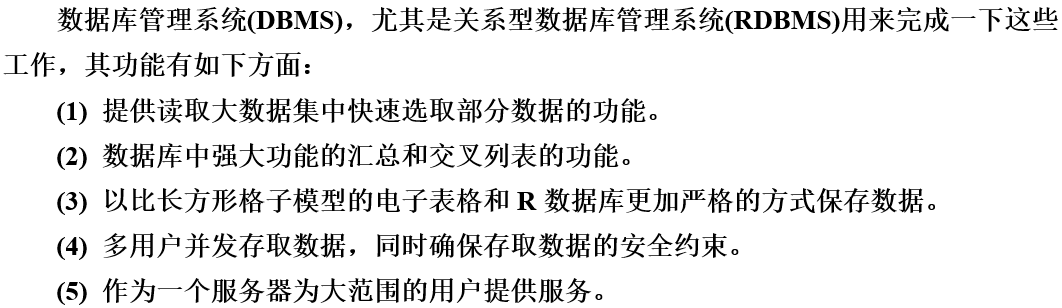 数据库管理系统(DBMS)，尤其是关系型数据库管理系统(RDBMS)用来完成一下这些
工作，其功能有如下方面：
(1) 提供读取大数据集中快速选取部分数据的功能。
(2) 数据库中强大功能的汇总和交叉列表的功能。
(3) 以比长方形格子模型的电子表格和 R 数据库更加严格的方式保存数据。
(4) 多用户并发存取数据，同时确保存取数据的安全约束。
(5) 作为一个服务器为大范围的用户提供服务。